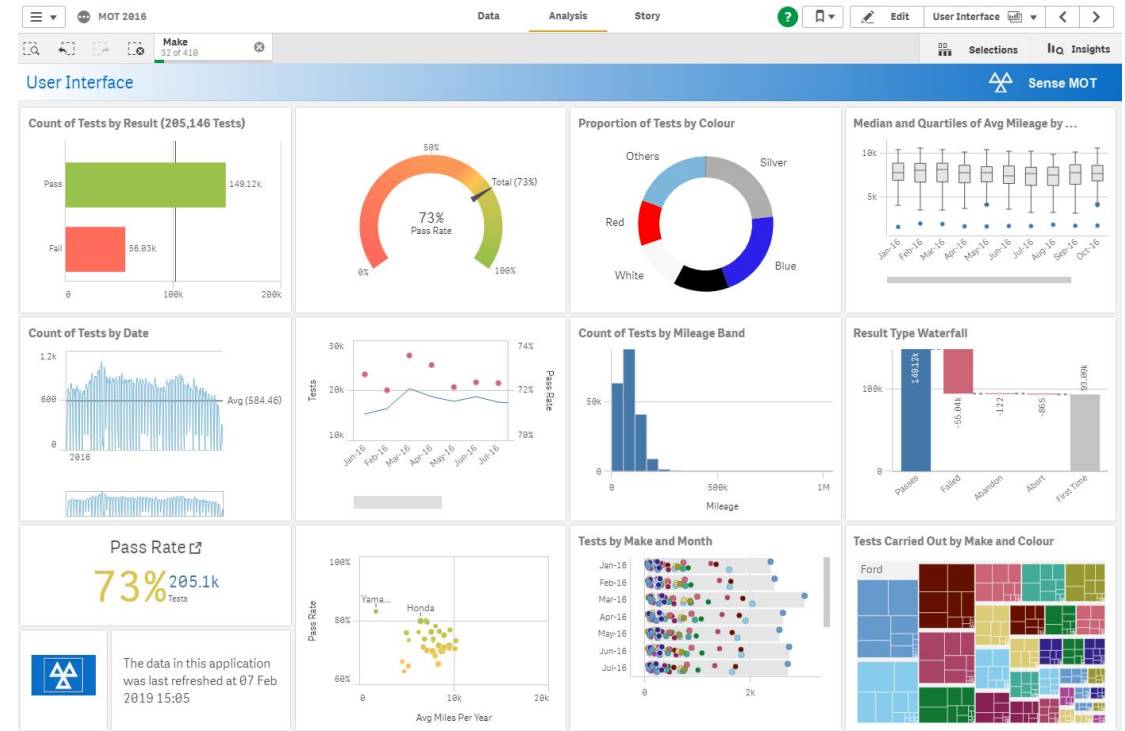 MOT 2016
Data
Analysis
Story
?
Edit
User Interface
Make
32 of 410
Selections
Insights
User Interface
Sense MOT
Count of Tests by Result (205,146 Tests)
Pass
149.12k
Fail
56.03k
0
100k
200k
50%
Total (73%)
73%
Pass Rate
0%
100%
Proportion of Tests by Colour
Others
Silver
Red
Blue
White
Median and Quartiles of Avg Mileage by ...
10k
5k
Jan-16
Feb-16
Mar-16
Apr-16
May-16
Jun-16
Jul-16
Aug-16
Sep-16
Oct-16
Count of Tests by Date
1.2k
600
Avg (584.46)
0
2016
30k
74%
Tests
20k
72%
Pass Rate
10k
70%
Jan-16
Feb-16
Mar-16
Apr-16
May-16
Jun-16
Jul-16
Count of Tests by Mileage Band
50k
0
0
500k
1M
Mileage
Result Type Waterfall
149.12k
100k
-55.04k
-122
-865
93.09k
0
Passes
Failed
Abandon
Abort
First Time
Pass Rate
73%
205.1k
Tests
The data in this application
was last refreshed at 07 Feb
2019 15:05
100%
Yama...
Honda
Pass Rate
80%
60%
0
10k
20k
Avg Miles Per Year
Tests by Make and Month
Jan-16
Feb-16
Mar-16
Apr-16
May-16
Jun-16
Jul-16
0
2k
Tests Carried Out by Make and Colour
Ford